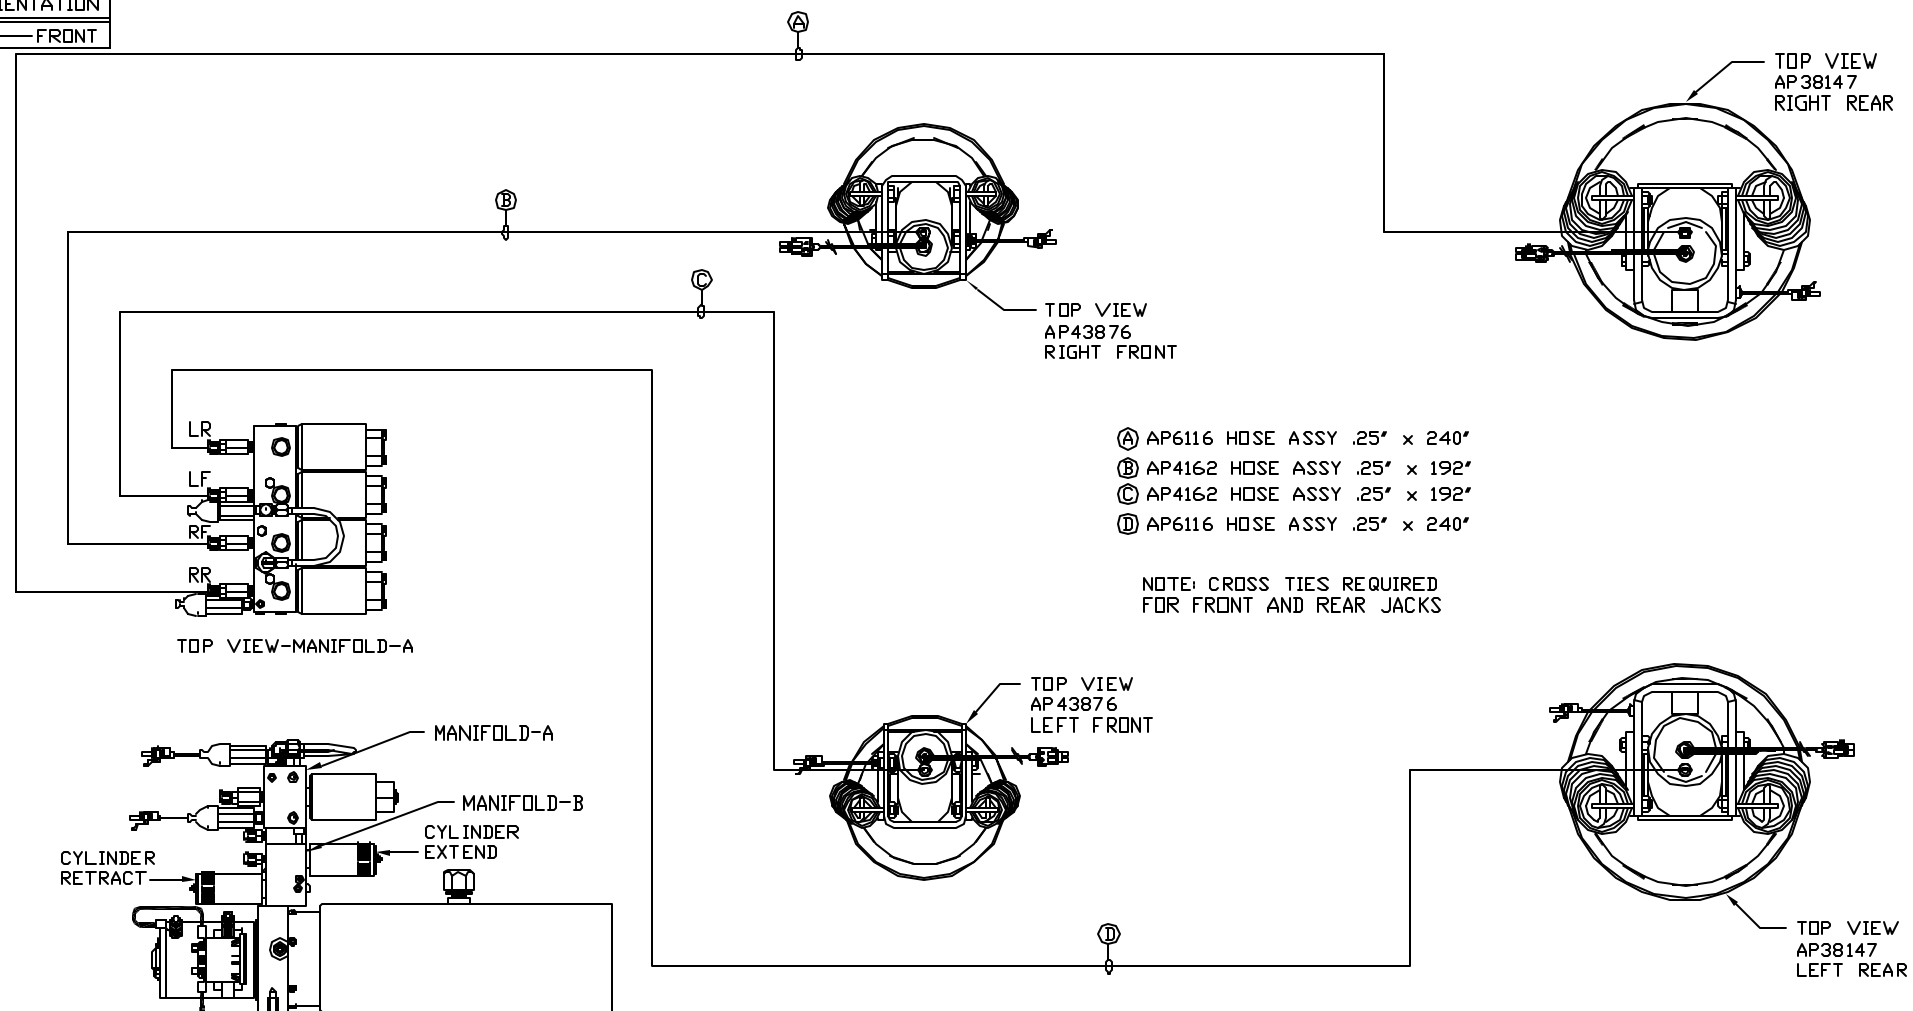 FRONT
A
TOP VIEW
AP38147
RIGHT REAR
B
C
TOP VIEW
AP43876
RIGHT FRONT
LR
LF
RF
RR
TOP VIEW-MANIFOLD-A
A AP6116 HOSE ASSY .25" x 240"
B AP4162 HOSE ASSY .25" x 192"
C AP4162 HOSE ASSY .25" x 192"
D AP6116 HOSE ASSY .25" x 240"
NOTE: CROSS TIES REQUIRED
FOR FRONT AND REAR JACKS
TOP VIEW
AP43876
LEFT FRONT
MANIFOLD-A
MANIFOLD-B
CYLINDER
EXTEND
CYLINDER
RETRACT
D
TOP VIEW
AP38147
LEFT REAR